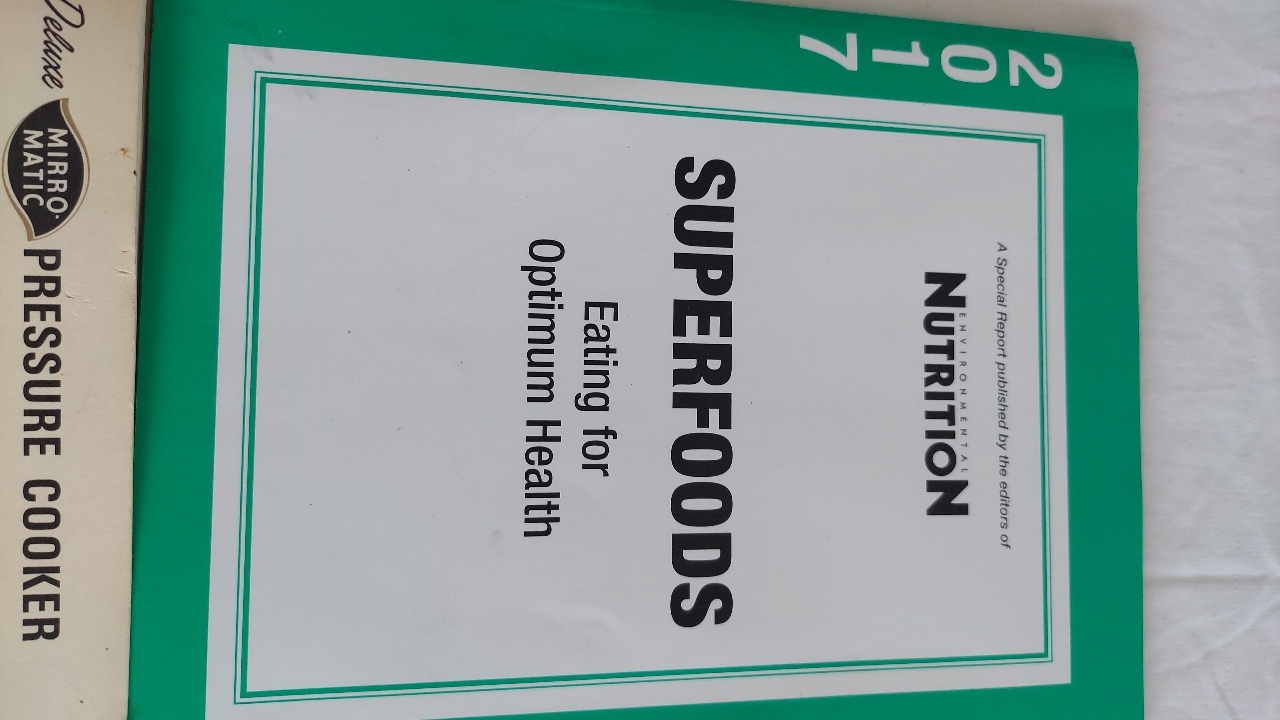 2017
A Special Report published by the editors of
ENVIRONMENTAL
NUTRITION
SUPERFOODS
Eating for
Optimum Health
Deluxe MIRRO-
MATIC PRESSURE COOKER